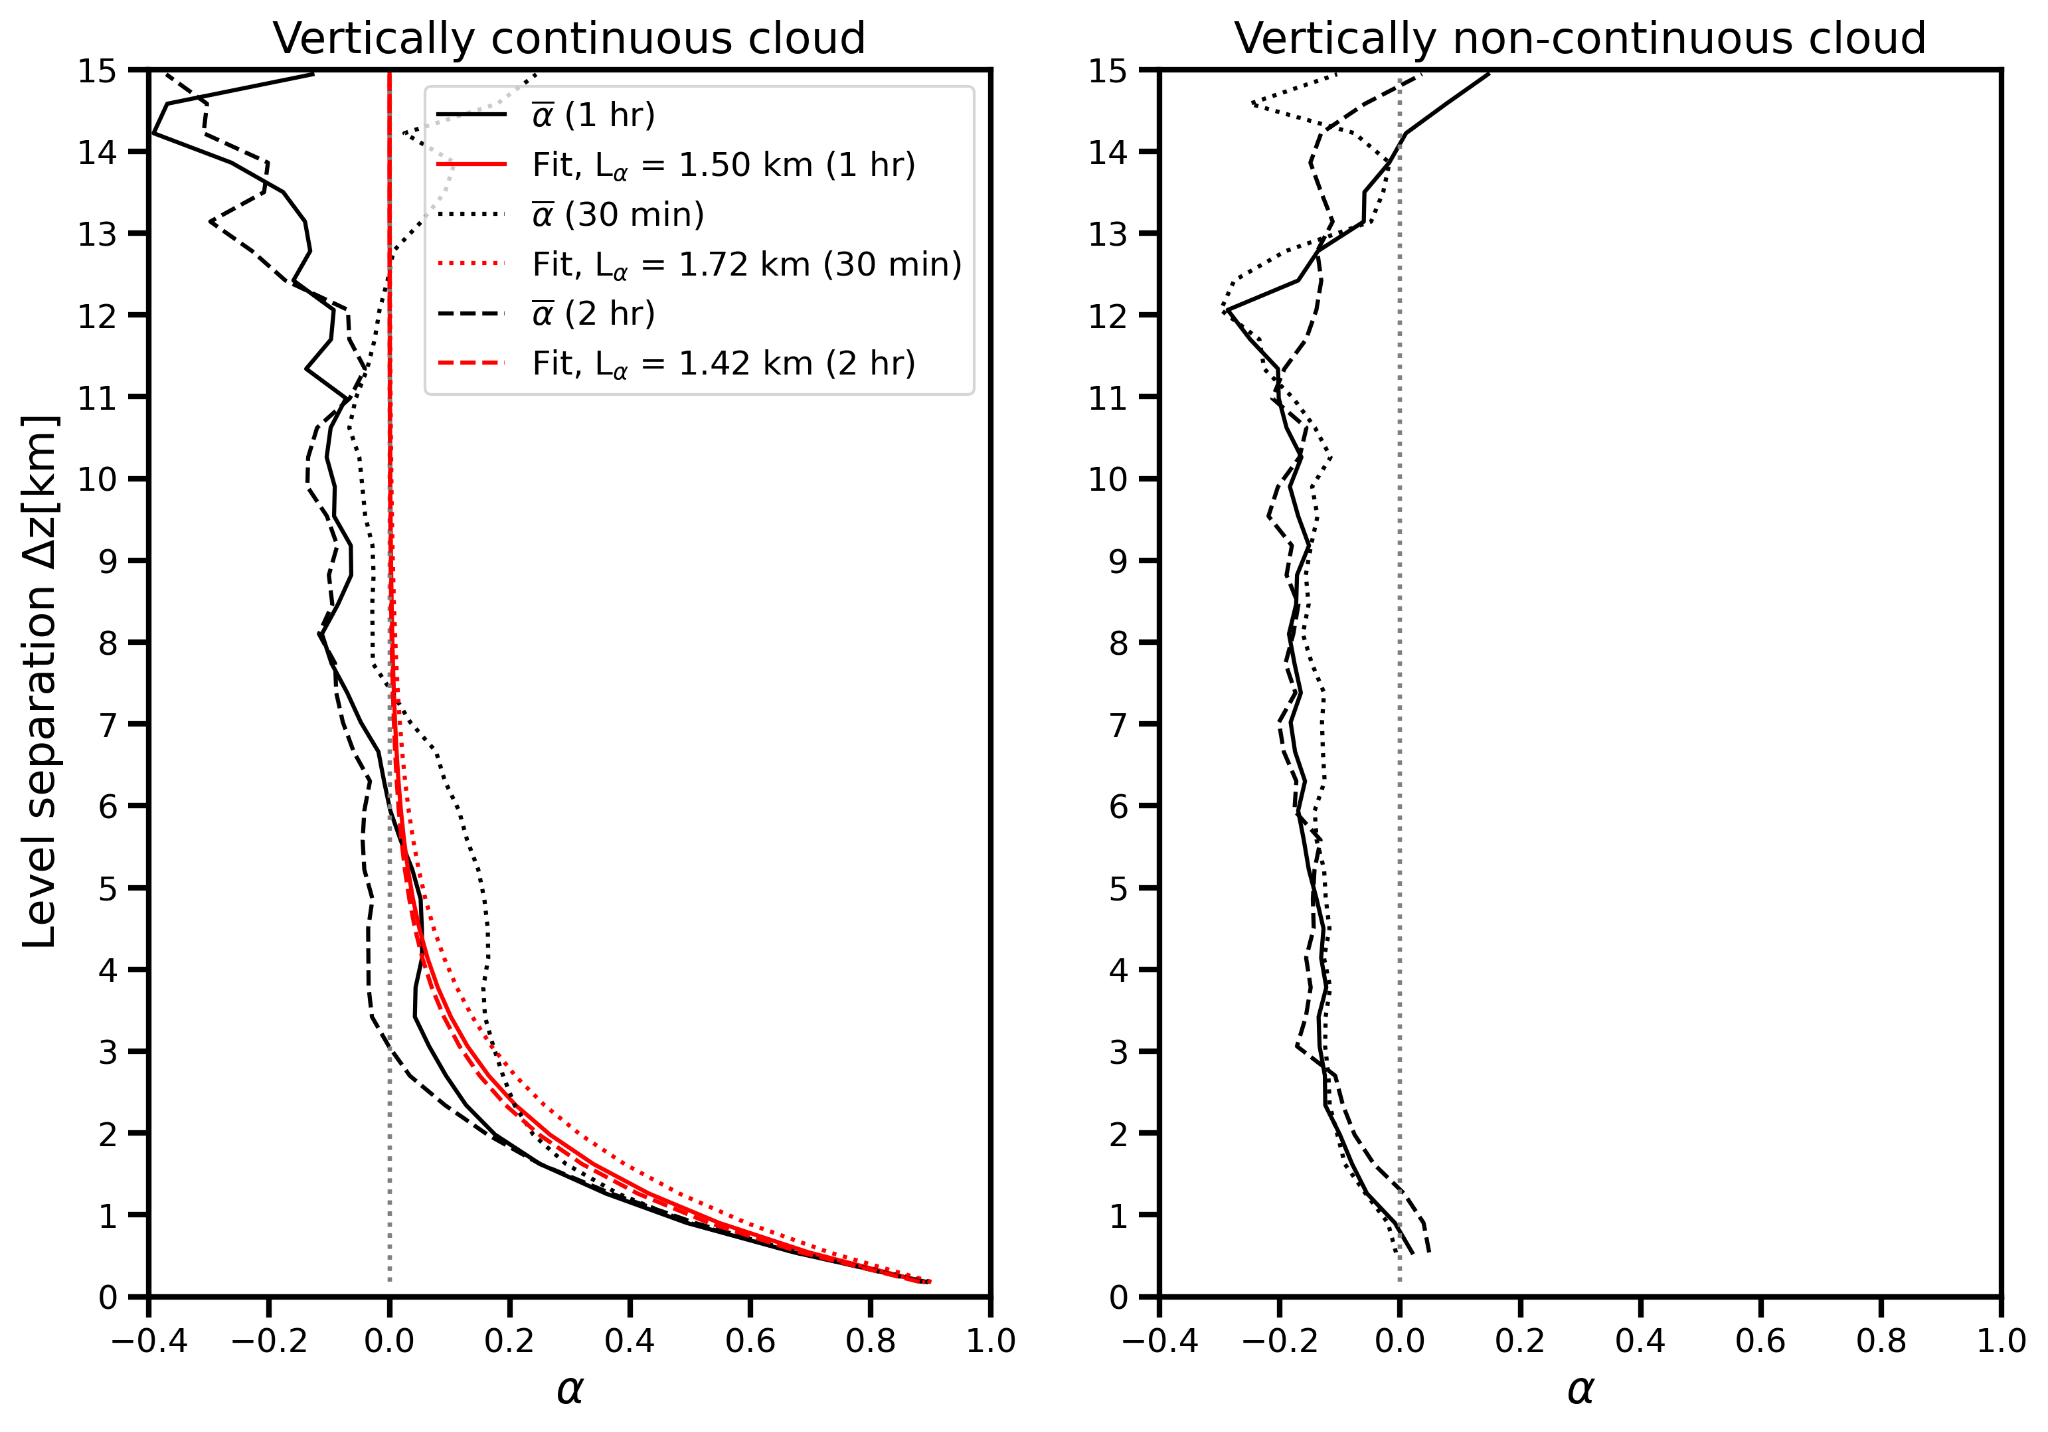 Vertically continuous cloud
Vertically non-continuous cloud
Level separation Δz[km]
15
14
13
12
11
10
9
8
7
6
5
4
3
2
1
0
−0.4 −0.2 0.0 0.2 0.4 0.6 0.8 1.0
α
α̅ (1 hr)
Fit, Lα = 1.50 km (1 hr)
α̅ (30 min)
Fit, Lα = 1.72 km (30 min)
α̅ (2 hr)
Fit, Lα = 1.42 km (2 hr)
15
14
13
12
11
10
9
8
7
6
5
4
3
2
1
0
−0.4 −0.2 0.0 0.2 0.4 0.6 0.8 1.0
α